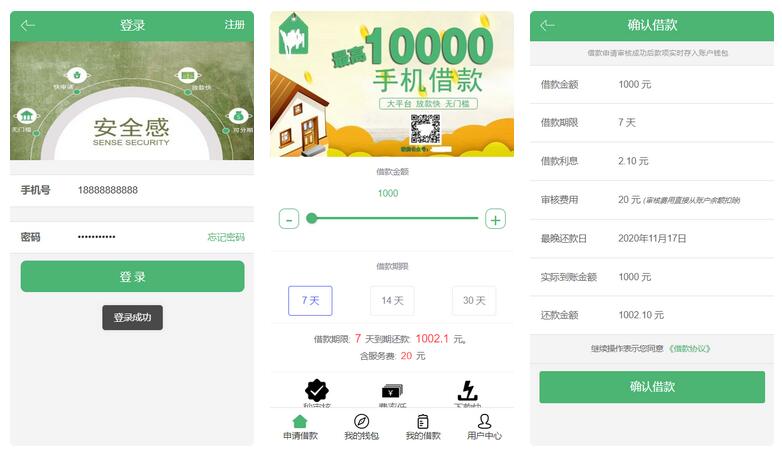 登录
注册
快申请
放款快
无门槛
可分期
安全感
SENSE SECURITY
手机号 18888888888
密码 •••••••••••
忘记密码
登 录
登录成功
最高10000
手机借款
大平台 放款快 无门槛
借款金额
1000
-
+
借款期限
7 天
14 天
30 天
借款期限: 7 天到期还款: 1002.1 元。
含服务费: 20 元
申请借款
我的钱包
我的借款
用户中心
确认借款
借款申请审核成功后款项实时存入账户钱包
借款金额 1000 元
借款期限 7 天
借款利息 2.10 元
审核费用 20 元 (审核费用直接从账户余额扣除)
最晚还款日 2020年11月17日
实际到账金额 1000 元
还款金额 1002.10 元
继续操作表示您同意 《借款协议》
确认借款